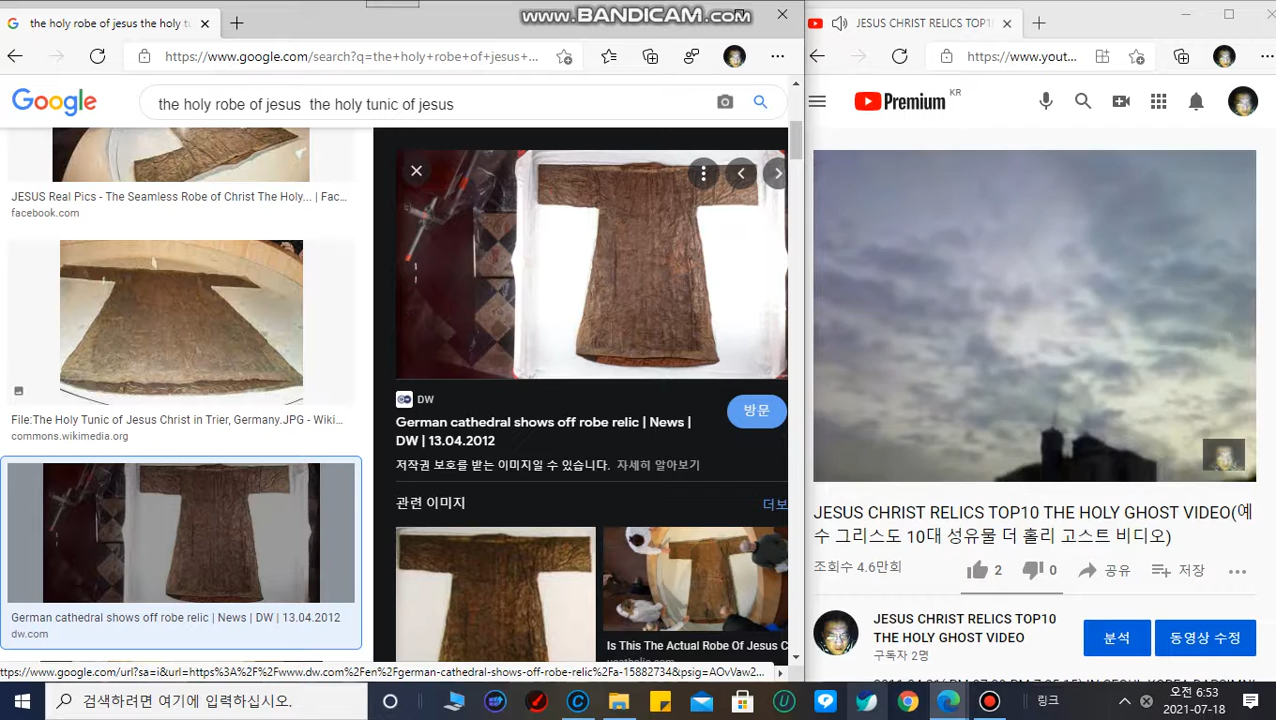 www.BANDICAM.com
the holy robe of jesus the holy tu
https://www.google.com/search?q=the+holy+robe+of+jesus+...
Google
the holy robe of jesus  the holy tunic of jesus
JESUS Real Pics - The Seamless Robe of Christ The Holy... | Fac...
facebook.com
File:The Holy Tunic of Jesus Christ in Trier, Germany.JPG - Wiki...
commons.wikimedia.org
German cathedral shows off robe relic | News | DW | 13.04.2012
dw.com
DW
German cathedral shows off robe relic | News |
DW | 13.04.2012
방문
저작권 보호를 받는 이미지일 수 있습니다. 자세히 알아보기
관련 이미지
더보
Is This The Actual Robe Of Jesus C
https://www.google.com/url?sa=i&url=https%3A%2F%2Fwww.dw.com%2Fen%2Fgerman-cathedral-shows-off-robe-relic%2Fa-15882734&psig=AOvVaw2...
JESUS CHRIST RELICS TOP1
https://www.yout...
Premium KR
JESUS CHRIST RELICS TOP10 THE HOLY GHOST VIDEO(예
수 그리스도 10대 성유물 더 홀리 고스트 비디오)
조회수 4.6만회
2
0
공유
저장
JESUS CHRIST RELICS TOP10
THE HOLY GHOST VIDEO
구독자 2명
분석
동영상 수정
검색하려면 여기에 입력하십시오.
링크
오전 6:53
2021-07-18